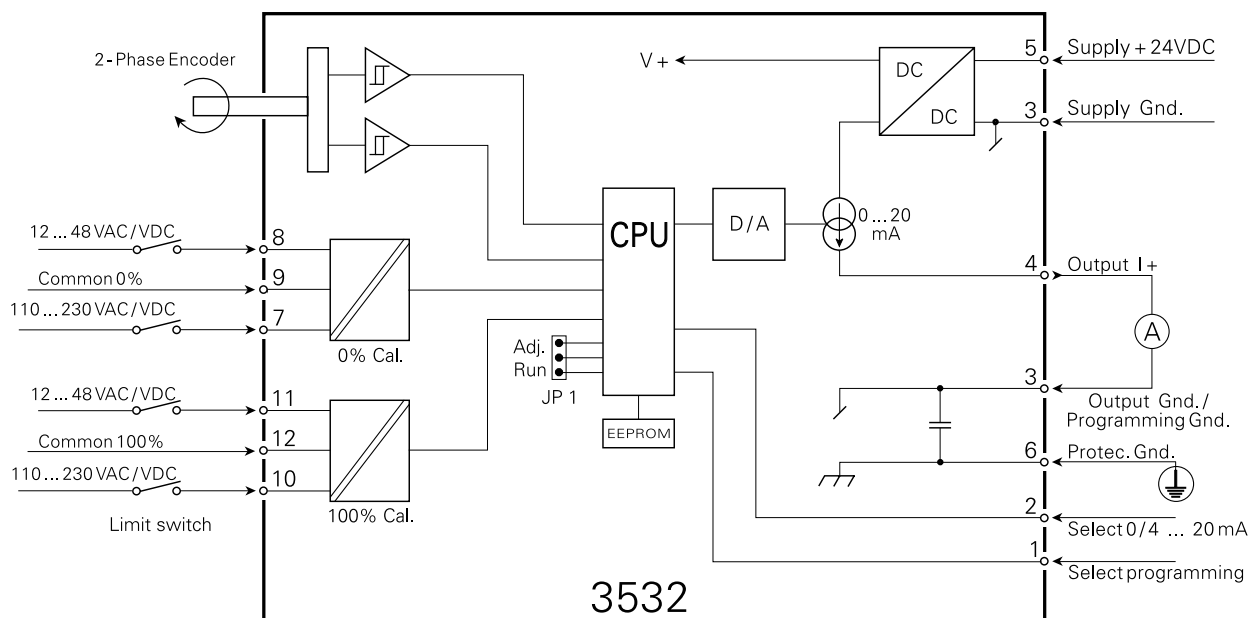 2-Phase Encoder
V+
DC
DC
5 Supply + 24VDC
3 Supply Gnd.
12 ... 48 VAC/VDC
8
Common 0%
9
110 ... 230 VAC/VDC
7
0% Cal.
CPU
D/A
0 ... 20
mA
4 Output I+
A
Adj.
Run
JP 1
EEPROM
3
Output Gnd./
Programming Gnd.
6 Protec. Gnd.
12 ... 48 VAC/VDC
11
Common 100%
12
110 ... 230 VAC/VDC
10
Limit switch
100% Cal.
2
Select 0/4 ... 20 mA
1
Select programming
3532